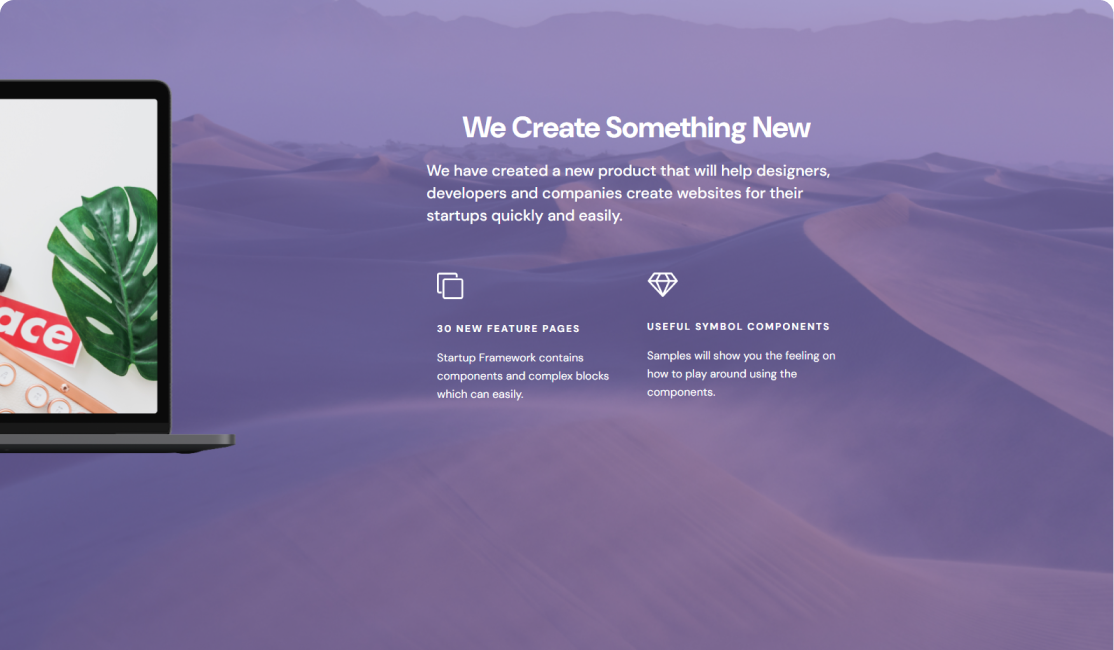 We Create Something New
We have created a new product that will help designers,
developers and companies create websites for their
startups quickly and easily.
30 NEW FEATURE PAGES
Startup Framework contains
components and complex blocks
which can easily.
USEFUL SYMBOL COMPONENTS
Samples will show you the feeling on
how to play around using the
components.
ace